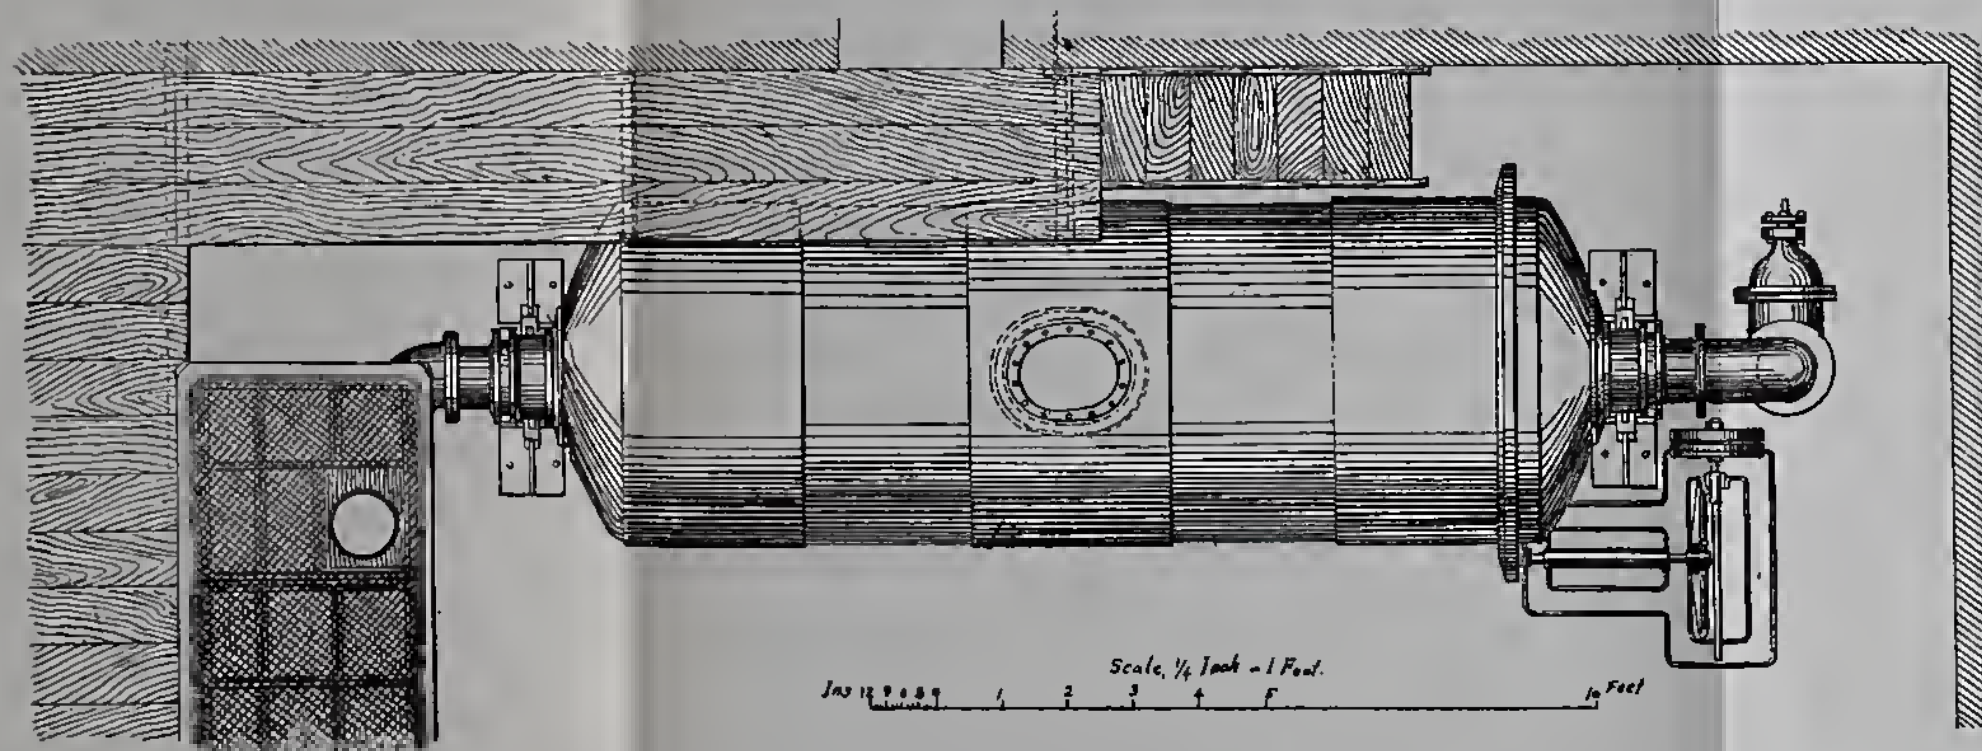 Scale, 1/4 Inch = 1 Foot.
Ins 12 9 6 3 0 1 2 3 4 5 10 Feet